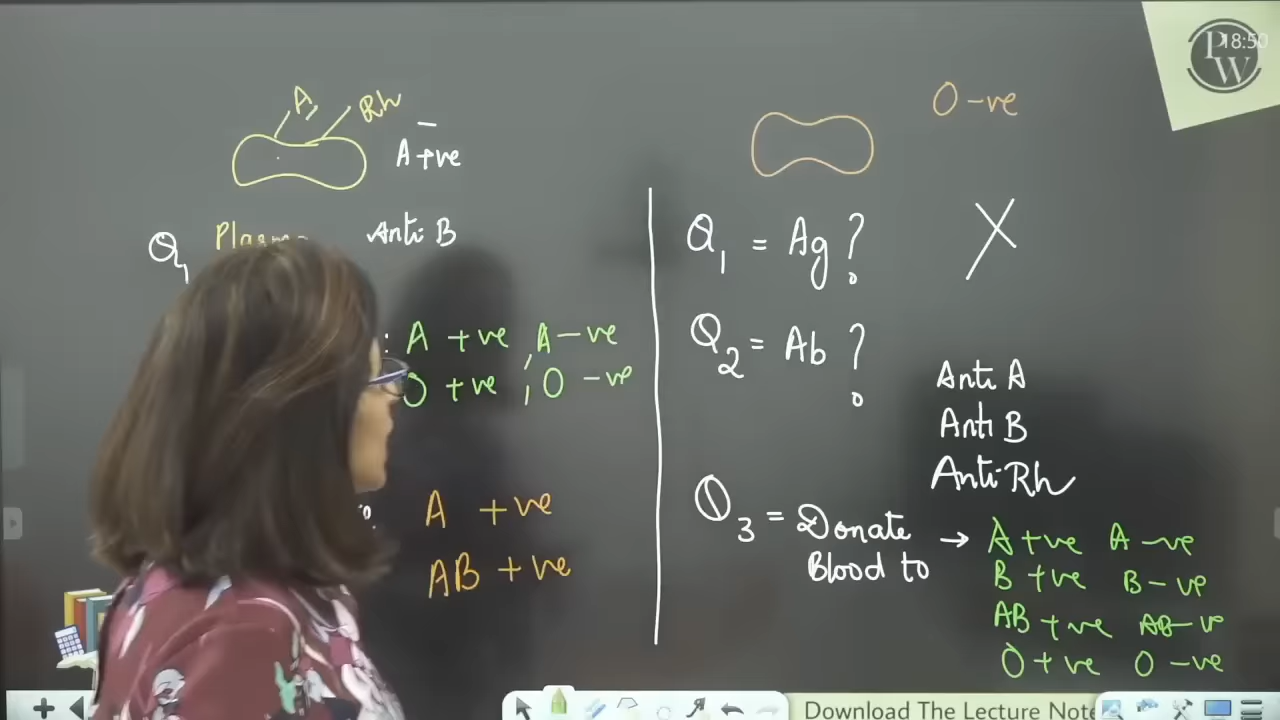 PW
18:50
A, Rh
A +ve
Q1 Plasma Anti B
: A +ve, A -ve
O +ve, O -ve
A +ve
AB +ve
O -ve
Q1 = Ag ?
Q2 = Ab ?
Anti A
Anti B
Anti-Rh
Q3 = Donate Blood to → A +ve A -ve
B +ve B -ve
AB +ve AB -ve
O +ve O -ve
Download The Lecture Note